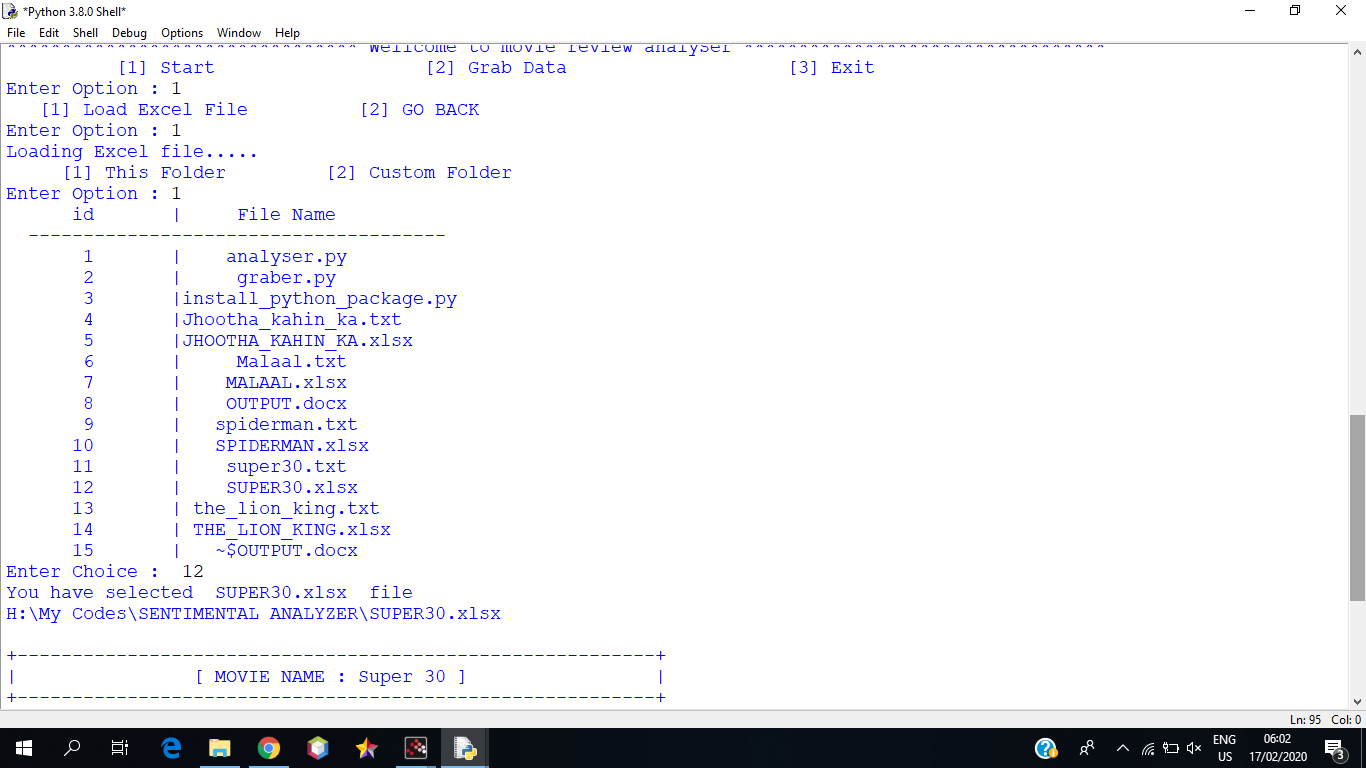 *Python 3.8.0 Shell*
File Edit Shell Debug Options Window Help
****************************** Wellcome to movie review analyser *******************************
[1] Start [2] Grab Data [3] Exit
Enter Option : 1
[1] Load Excel File [2] GO BACK
Enter Option : 1
Loading Excel file.....
[1] This Folder [2] Custom Folder
Enter Option : 1
id | File Name
--------------------------------------
1 | analyser.py
2 | graber.py
3 |install_python_package.py
4 |Jhootha_kahin_ka.txt
5 |JHOOTHA_KAHIN_KA.xlsx
6 | Malaal.txt
7 | MALAAL.xlsx
8 | OUTPUT.docx
9 | spiderman.txt
10 | SPIDERMAN.xlsx
11 | super30.txt
12 | SUPER30.xlsx
13 | the_lion_king.txt
14 | THE_LION_KING.xlsx
15 | ~$OUTPUT.docx
Enter Choice : 12
You have selected SUPER30.xlsx file
H:\My Codes\SENTIMENTAL ANALYZER\SUPER30.xlsx
+----------------------------------------------------------+
| [ MOVIE NAME : Super 30 ] |
+----------------------------------------------------------+
Ln: 95 Col: 0
ENG 06:02
US 17/02/2020 3